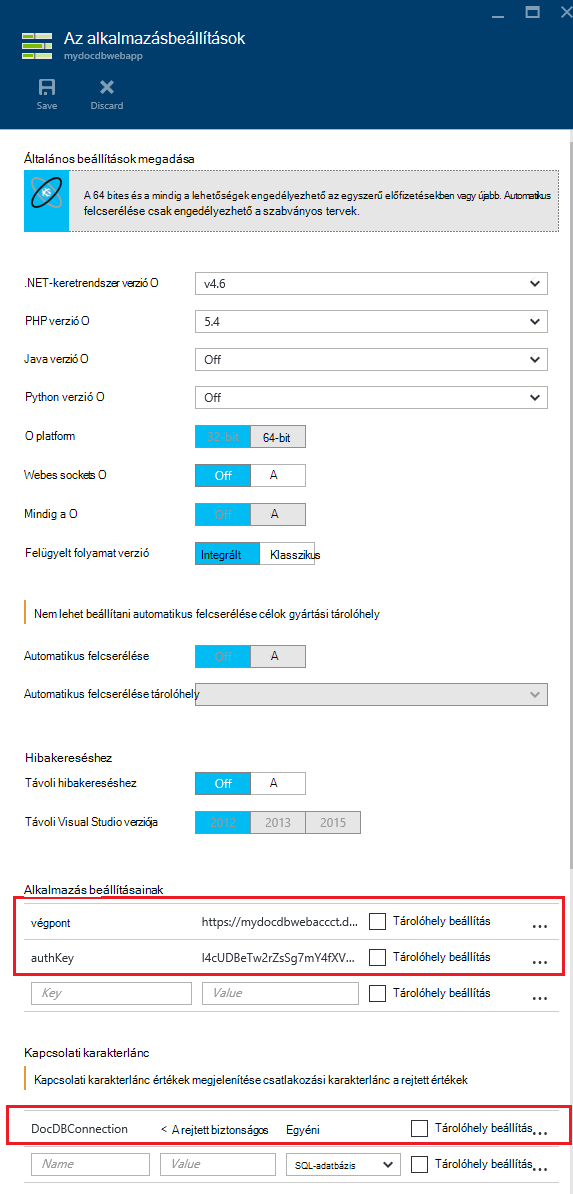 Az alkalmazásbeállítások
mydocdbwebapp
Save Discard
Általános beállítások megadása
A 64 bites és a mindig a lehetőségek engedélyezhető az egyszerű előfizetésekben vagy újabb. Automatikus
felcserélése csak engedélyezhető a szabványos tervek.
.NET-keretrendszer verzió O v4.6
PHP verzió O 5.4
Java verzió O Off
Python verzió O Off
O platform 32-bit 64-bit
Webes sockets O Off A
Mindig a O Off A
Felügyelt folyamat verzió Integrált Klasszikus
Nem lehet beállítani automatikus felcserélése célok gyártási tárolóhely
Automatikus felcserélése Off A
Automatikus felcserélése tárolóhely
Hibakereséshez
Távoli hibakereséshez Off A
Távoli Visual Studio verziója 2012 2013 2015
Alkalmazás beállításainak
végpont https://mydocdbwebaccct.d... Tárolóhely beállítás ...
authKey I4cUDBeTw2rZsSg7mY4fXV... Tárolóhely beállítás ...
Key Value Tárolóhely beállítás ...
Kapcsolati karakterlánc
Kapcsolati karakterlánc értékek megjelenítése csatlakozási karakterlánc a rejtett értékek
DocDBConnection < A rejtett biztonságos Egyéni Tárolóhely beállítás...
Name Value SQL-adatbázis Tárolóhely beállítás...